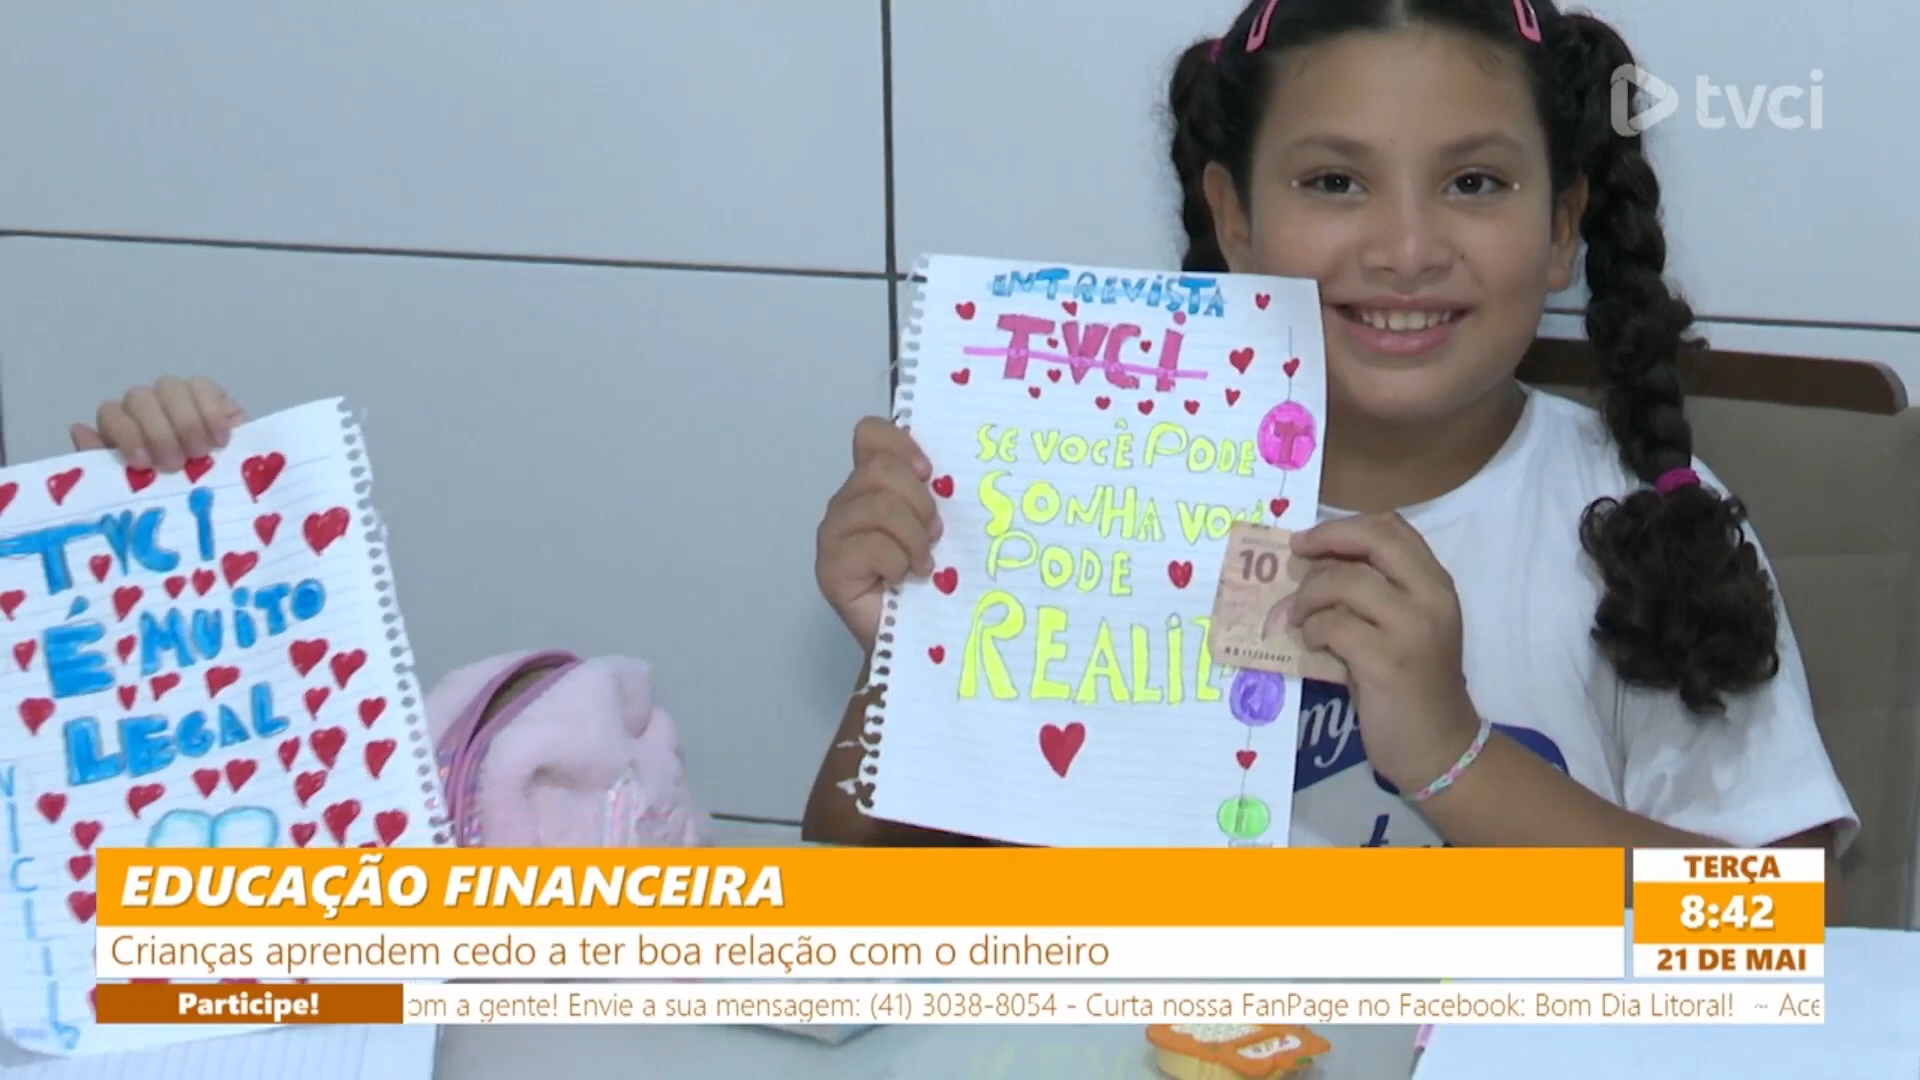 tvci
ENTREVISTA
TVCI
SE VOCÊ PODE
SONHA VOCÊ
PODE
REALIZ
T
10
TVCI
É MUITO
LEGAL
EDUCAÇÃO FINANCEIRA
Crianças aprendem cedo a ter boa relação com o dinheiro
TERÇA
8:42
21 DE MAI
Participe!
om a gente! Envie a sua mensagem: (41) 3038-8054 - Curta nossa FanPage no Facebook: Bom Dia Litoral! ~ Ace